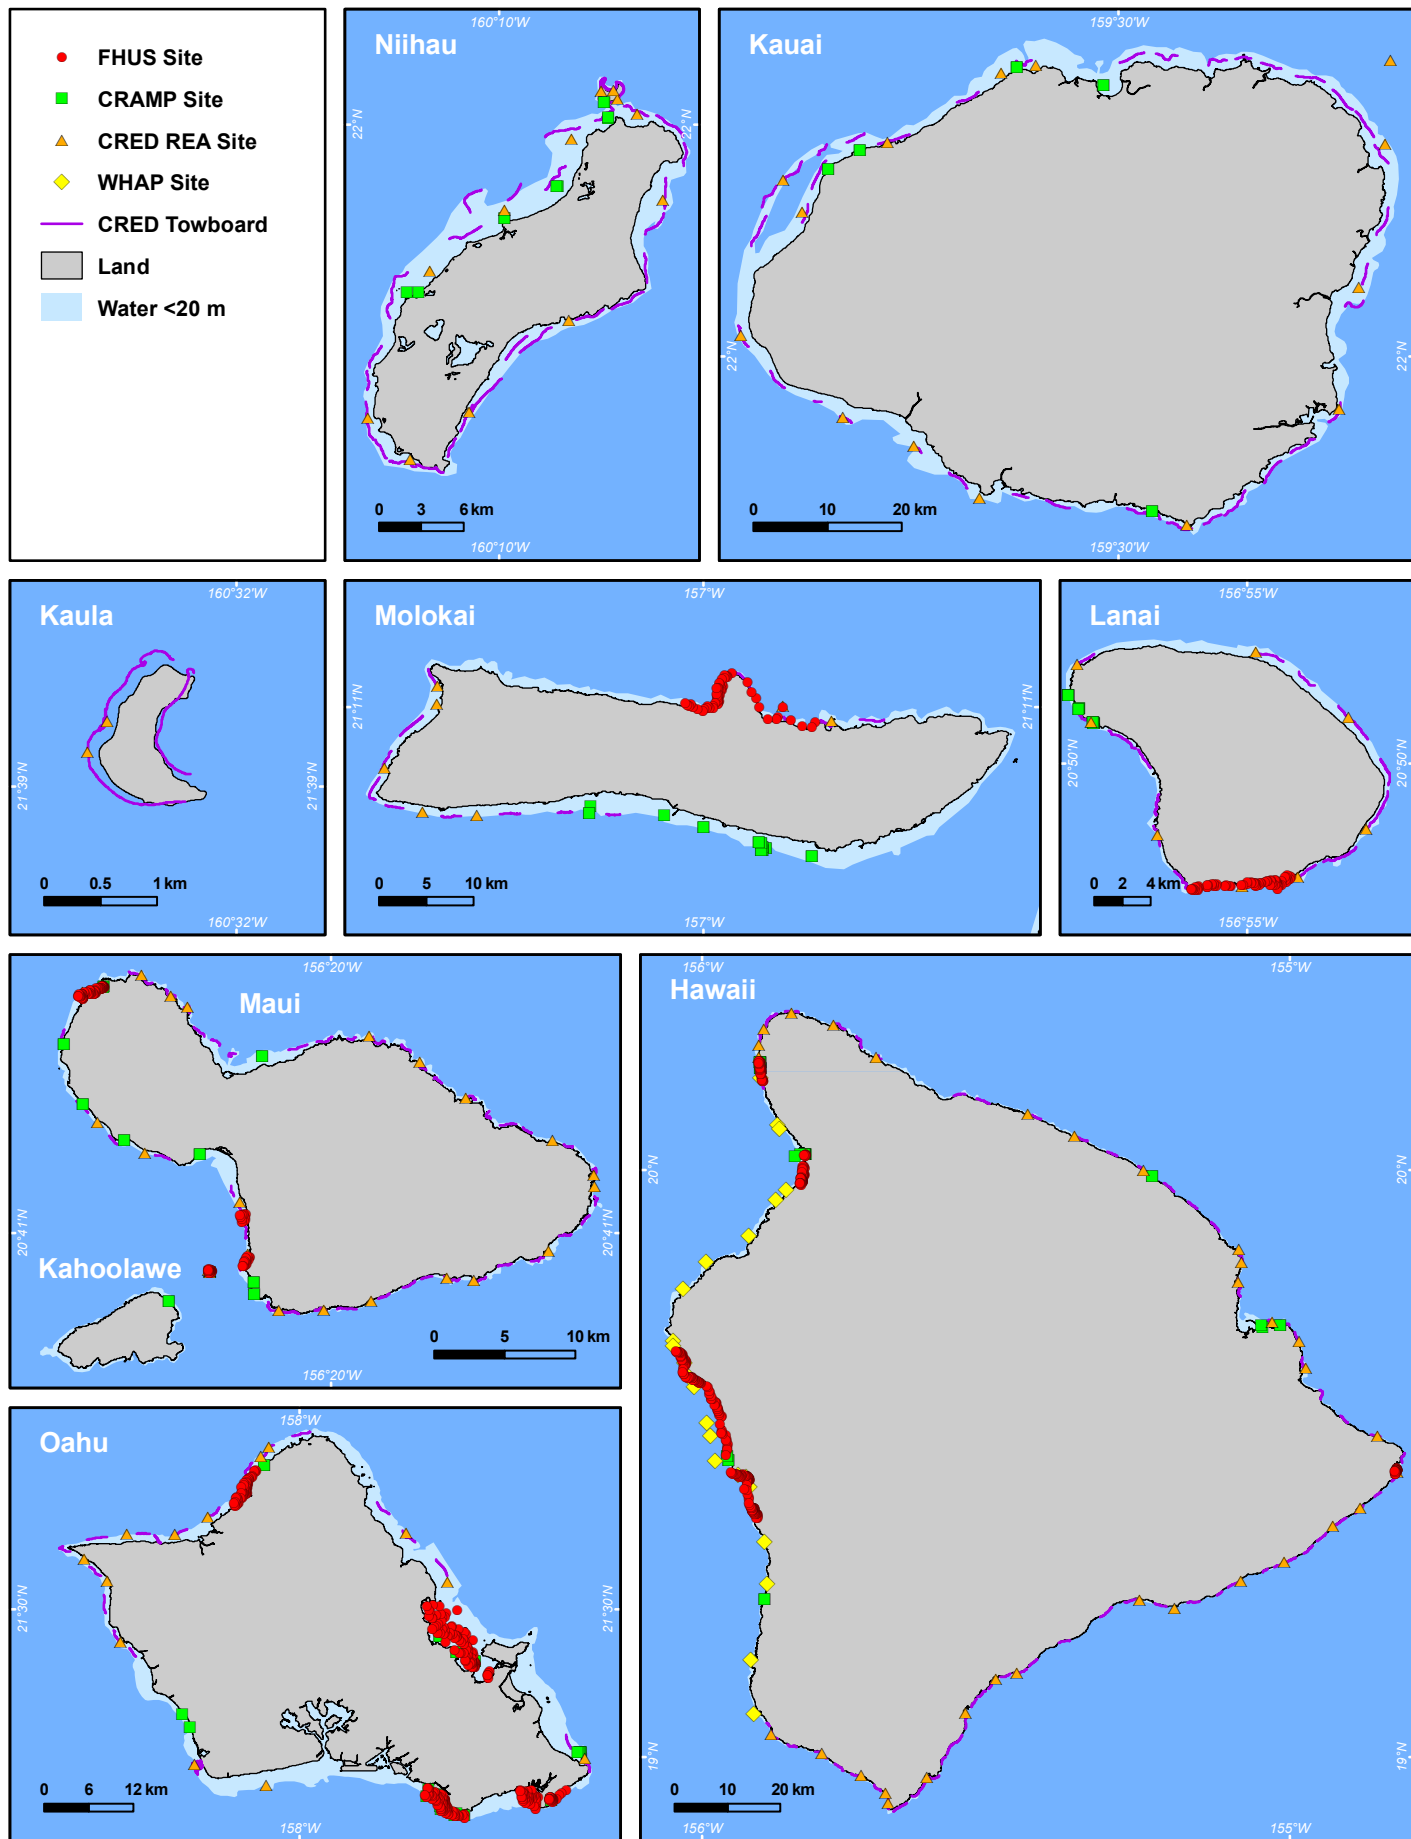 FHUS Site
CRAMP Site
CRED REA Site
WHAP Site
CRED Towboard
Land
Water <20 m
160°10'W
Niihau
22°N
22°N
0 3 6 km
160°10'W
159°30'W
Kauai
22°N
22°N
0 10 20 km
159°30'W
160°32'W
Kaula
21°39'N
21°39'N
0 0.5 1 km
160°32'W
157°W
Molokai
21°11'N
21°11'N
0 5 10 km
157°W
156°55'W
Lanai
20°50'N
20°50'N
0 2 4 km
156°55'W
156°20'W
Maui
20°41'N
20°41'N
Kahoolawe
0 5 10 km
156°20'W
158°W
Oahu
21°30'N
21°30'N
0 6 12 km
158°W
156°W
155°W
Hawaii
20°N
20°N
19°N
19°N
0 10 20 km
156°W
155°W